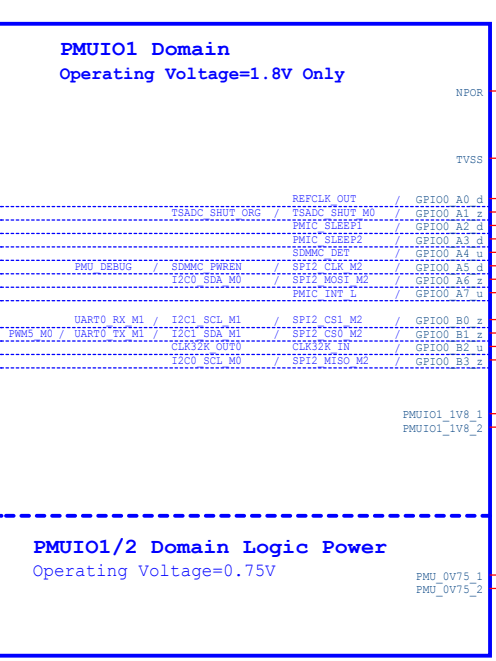 PMUIO1 Domain
Operating Voltage=1.8V Only
NPOR
TVSS
REFCLK_OUT / GPIO0_A0_d
TSADC_SHUT_ORG / TSADC_SHUT_M0 / GPIO0_A1_z
PMIC_SLEEP1 / GPIO0_A2_d
PMIC_SLEEP2 / GPIO0_A3_d
SDMMC_DET / GPIO0_A4_u
PMU_DEBUG SDMMC_PWREN / SPI2_CLK_M2 / GPIO0_A5_d
I2C0_SDA_M0 / SPI2_MOSI_M2 / GPIO0_A6_z
PMIC_INT_L / GPIO0_A7_u
UART0_RX_M1 / I2C1_SCL_M1 / SPI2_CS1_M2 / GPIO0_B0_z
PWM5_M0 / UART0_TX_M1 / I2C1_SDA_M1 / SPI2_CS0_M2 / GPIO0_B1_z
CLK32K_OUT0 CLK32K_IN / GPIO0_B2_u
I2C0_SCL_M0 / SPI2_MISO_M2 / GPIO0_B3_z
PMUIO1_1V8_1
PMUIO1_1V8_2
PMUIO1/2 Domain Logic Power
Operating Voltage=0.75V
PMU_0V75_1
PMU_0V75_2